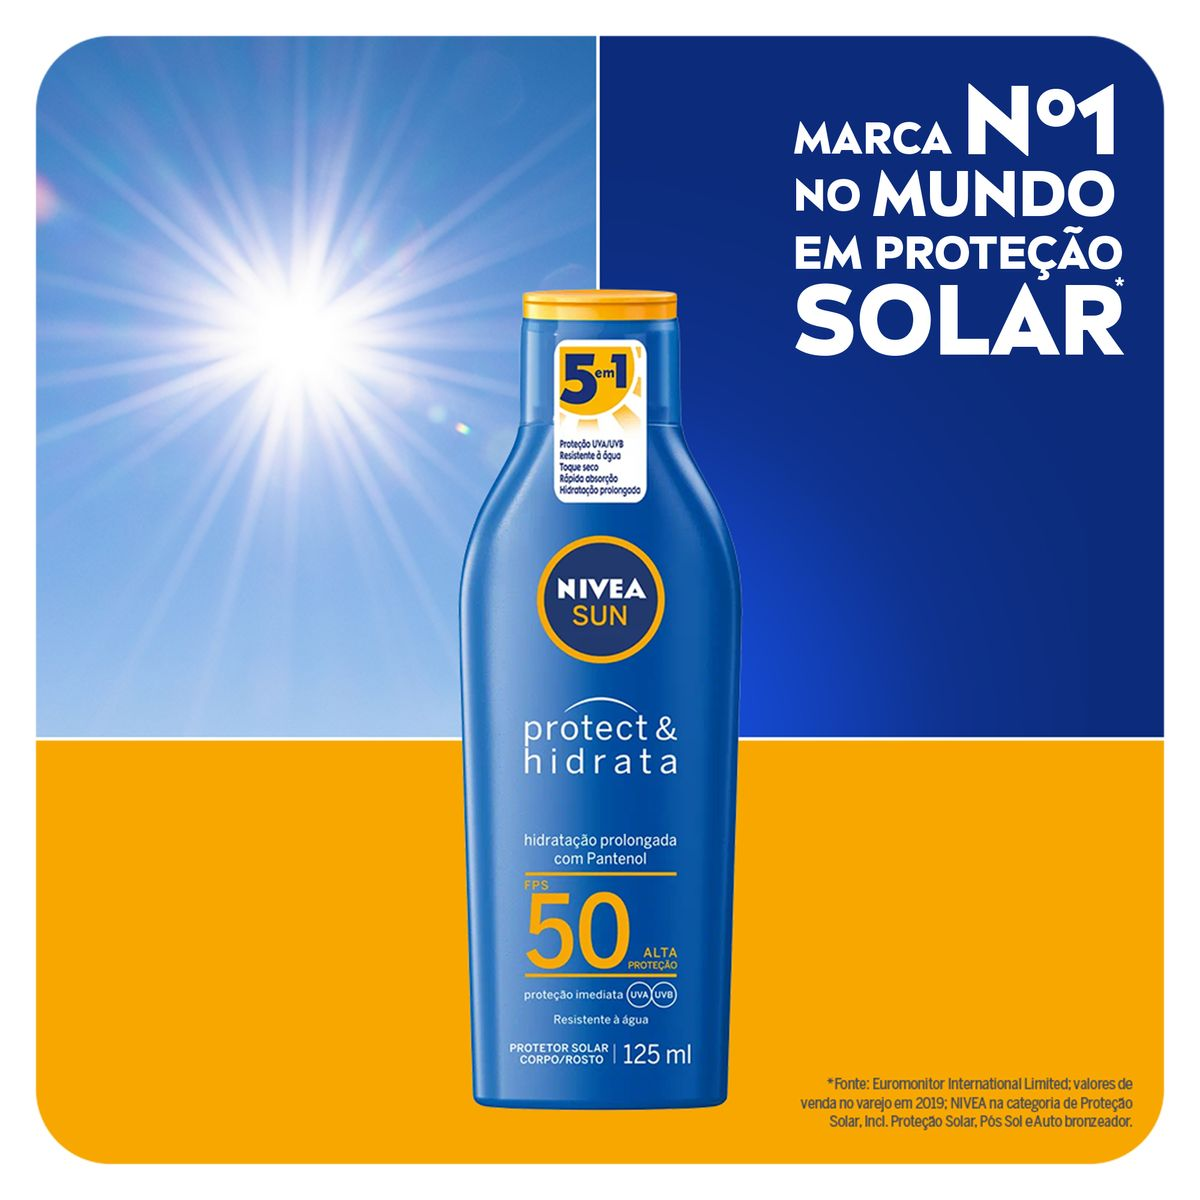 MARCA Nº1
NO MUNDO
EM PROTEÇÃO
SOLAR*
5 em 1
Proteção UVA/UVB
Resistente à água
Toque seco
Rápida absorção
Hidratação prolongada
NIVEA
SUN
protect &
hidrata
hidratação prolongada
com Pantenol
FPS
50
ALTA
PROTEÇÃO
proteção imediata UVA UVB
Resistente à água
PROTETOR SOLAR
CORPO/ROSTO | 125 ml
*Fonte: Euromonitor International Limited; valores de
venda no varejo em 2019; NIVEA na categoria de Proteção
Solar, Incl. Proteção Solar, Pós Sol e Auto bronzeador.